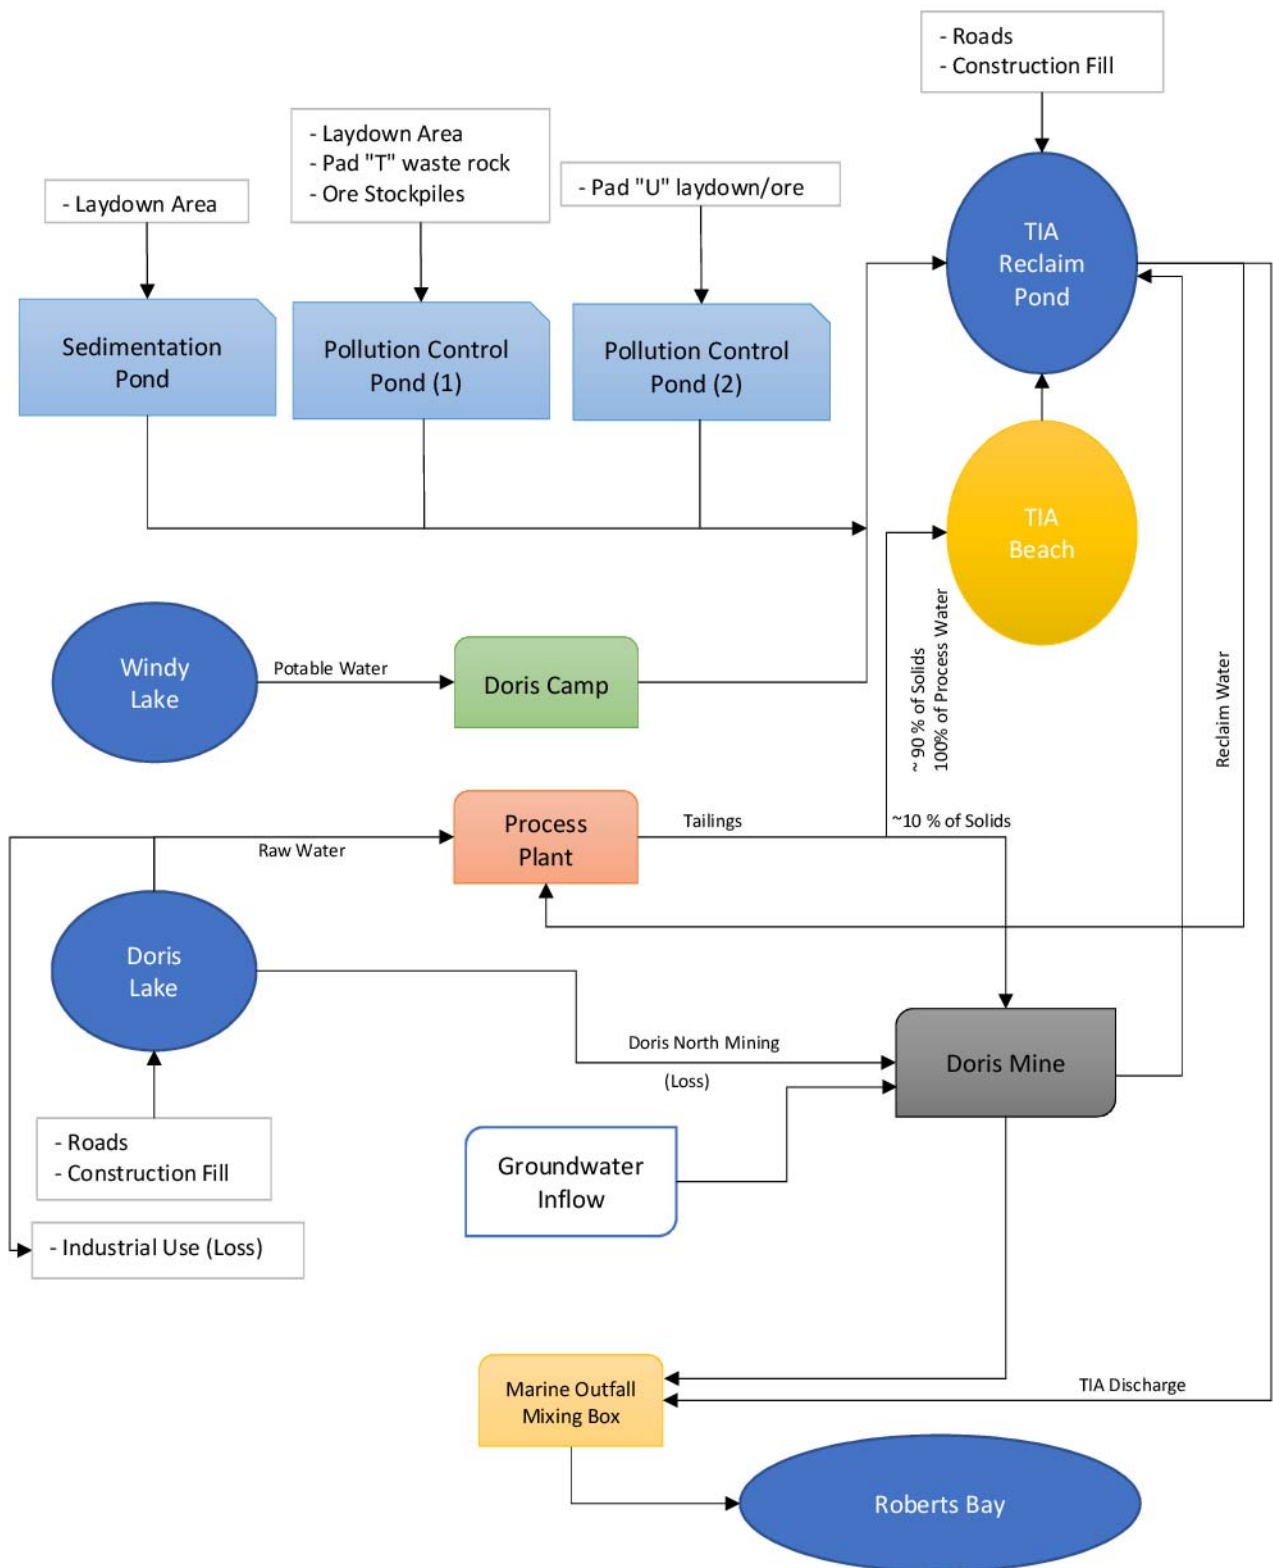 - Roads
- Construction Fill
- Laydown Area
- Pad "T" waste rock
- Ore Stockpiles
- Pad "U" laydown/ore
- Laydown Area
TIA
Reclaim
Pond
Sedimentation
Pond
Pollution Control
Pond (1)
Pollution Control
Pond (2)
TIA
Beach
~ 90 % of Solids
100% of Process Water
Reclaim Water
Windy
Lake
Potable Water
Doris Camp
Process
Plant
Tailings
~10 % of Solids
Raw Water
Doris
Lake
Doris North Mining
(Loss)
Doris Mine
- Roads
- Construction Fill
Groundwater
Inflow
- Industrial Use (Loss)
Marine Outfall
Mixing Box
TIA Discharge
Roberts Bay